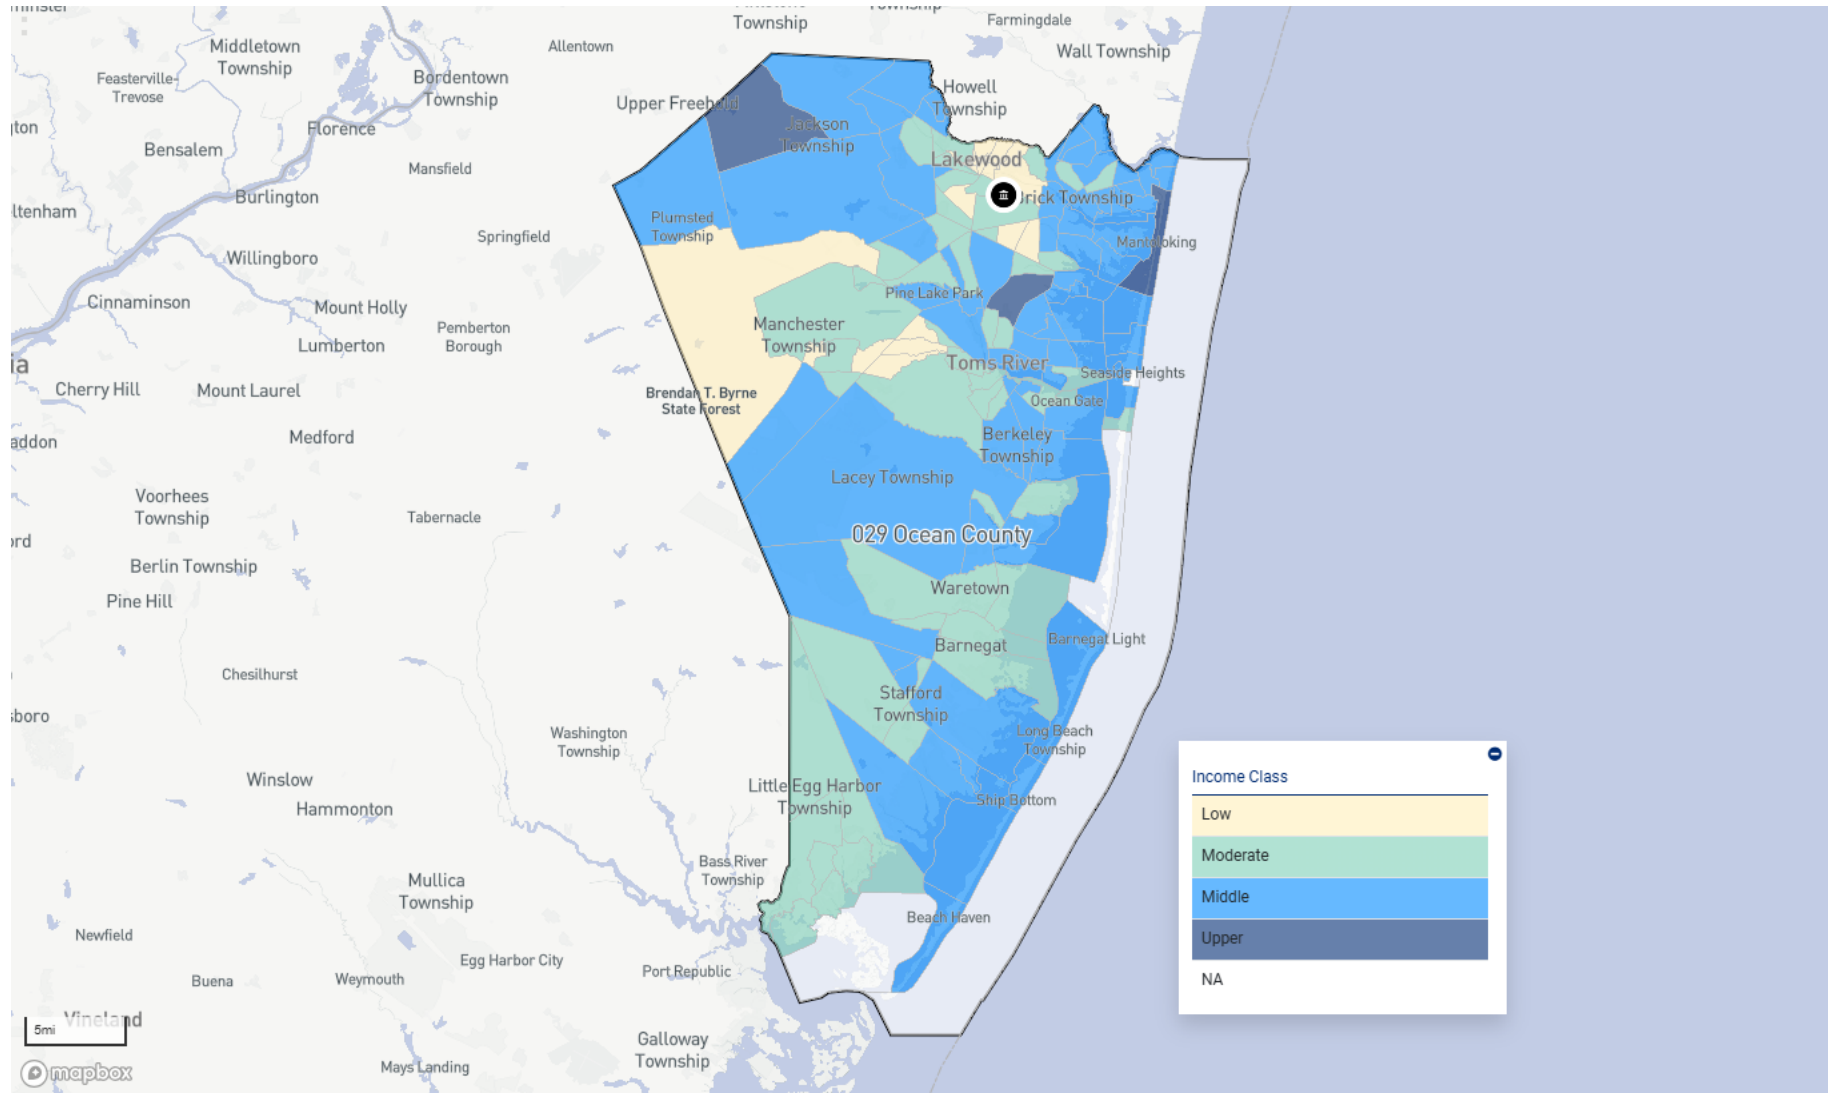 Township
Farmingdale
Middletown
Township
Allentown
Wall Township
Feasterville-
Trevose
Bordentown
Township
Howell
Township
Upper Freehold
Florence
Jackson
Township
Bensalem
Mansfield
Lakewood
Burlington
Brick Township
Plumsted
Township
Springfield
Mantoloking
Willingboro
Cinnaminson
Mount Holly
Pine Lake Park
Pemberton
Borough
Manchester
Township
Lumberton
Toms River
Seaside Heights
Cherry Hill
Mount Laurel
Brendan T. Byrne
State Forest
Ocean Gate
Medford
Berkeley
Township
Lacey Township
Voorhees
Township
Tabernacle
029 Ocean County
Berlin Township
Waretown
Pine Hill
Barnegat
Barnegat Light
Chesilhurst
Stafford
Township
Washington
Township
Long Beach
Township
Winslow
Little Egg Harbor
Township
Ship Bottom
Hammonton
Bass River
Township
Mullica
Township
Beach Haven
Newfield
Egg Harbor City
Port Republic
Buena
Weymouth
Vineland
Galloway
Township
Mays Landing
5mi
mapbox
Income Class
Low
Moderate
Middle
Upper
NA